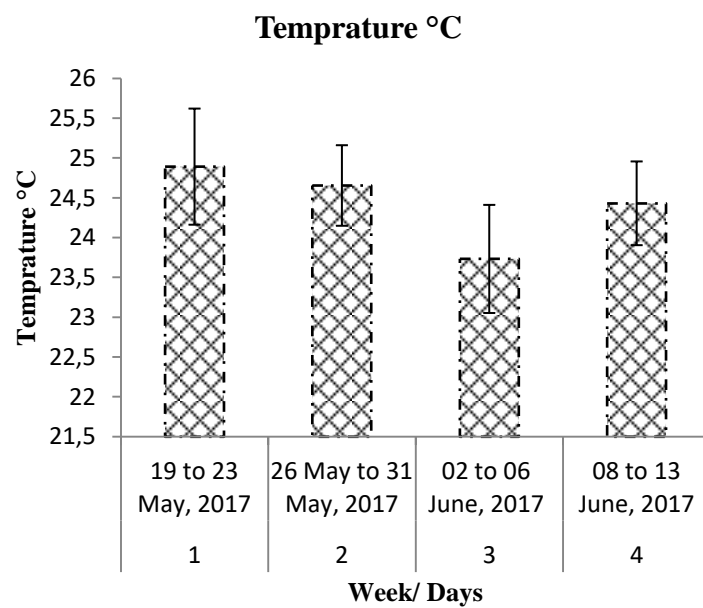 Temprature °C
Temprature °C
26
25,5
25
24,5
24
23,5
23
22,5
22
21,5
19 to 23
May, 2017
26 May to 31
May, 2017
02 to 06
June, 2017
08 to 13
June, 2017
1
2
3
4
Week/ Days